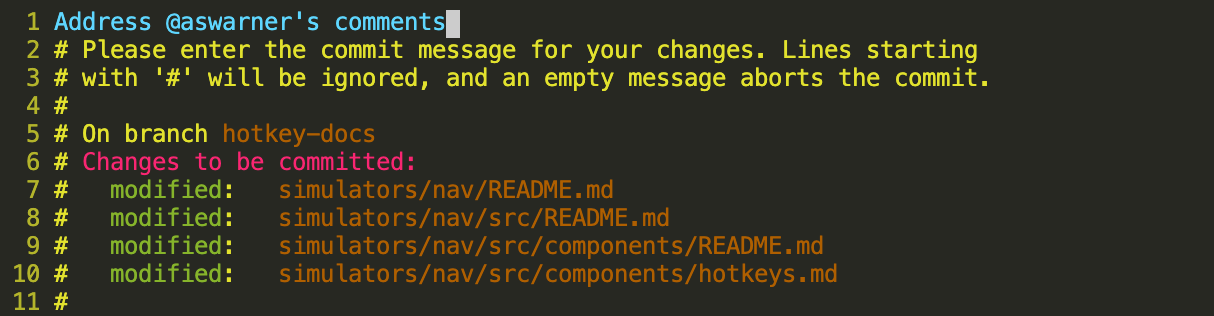 1 Address @aswarner's comments
2 # Please enter the commit message for your changes. Lines starting
3 # with '#' will be ignored, and an empty message aborts the commit.
4 #
5 # On branch hotkey-docs
6 # Changes to be committed:
7 #   modified:   simulators/nav/README.md
8 #   modified:   simulators/nav/src/README.md
9 #   modified:   simulators/nav/src/components/README.md
10 #   modified:   simulators/nav/src/components/hotkeys.md
11 #